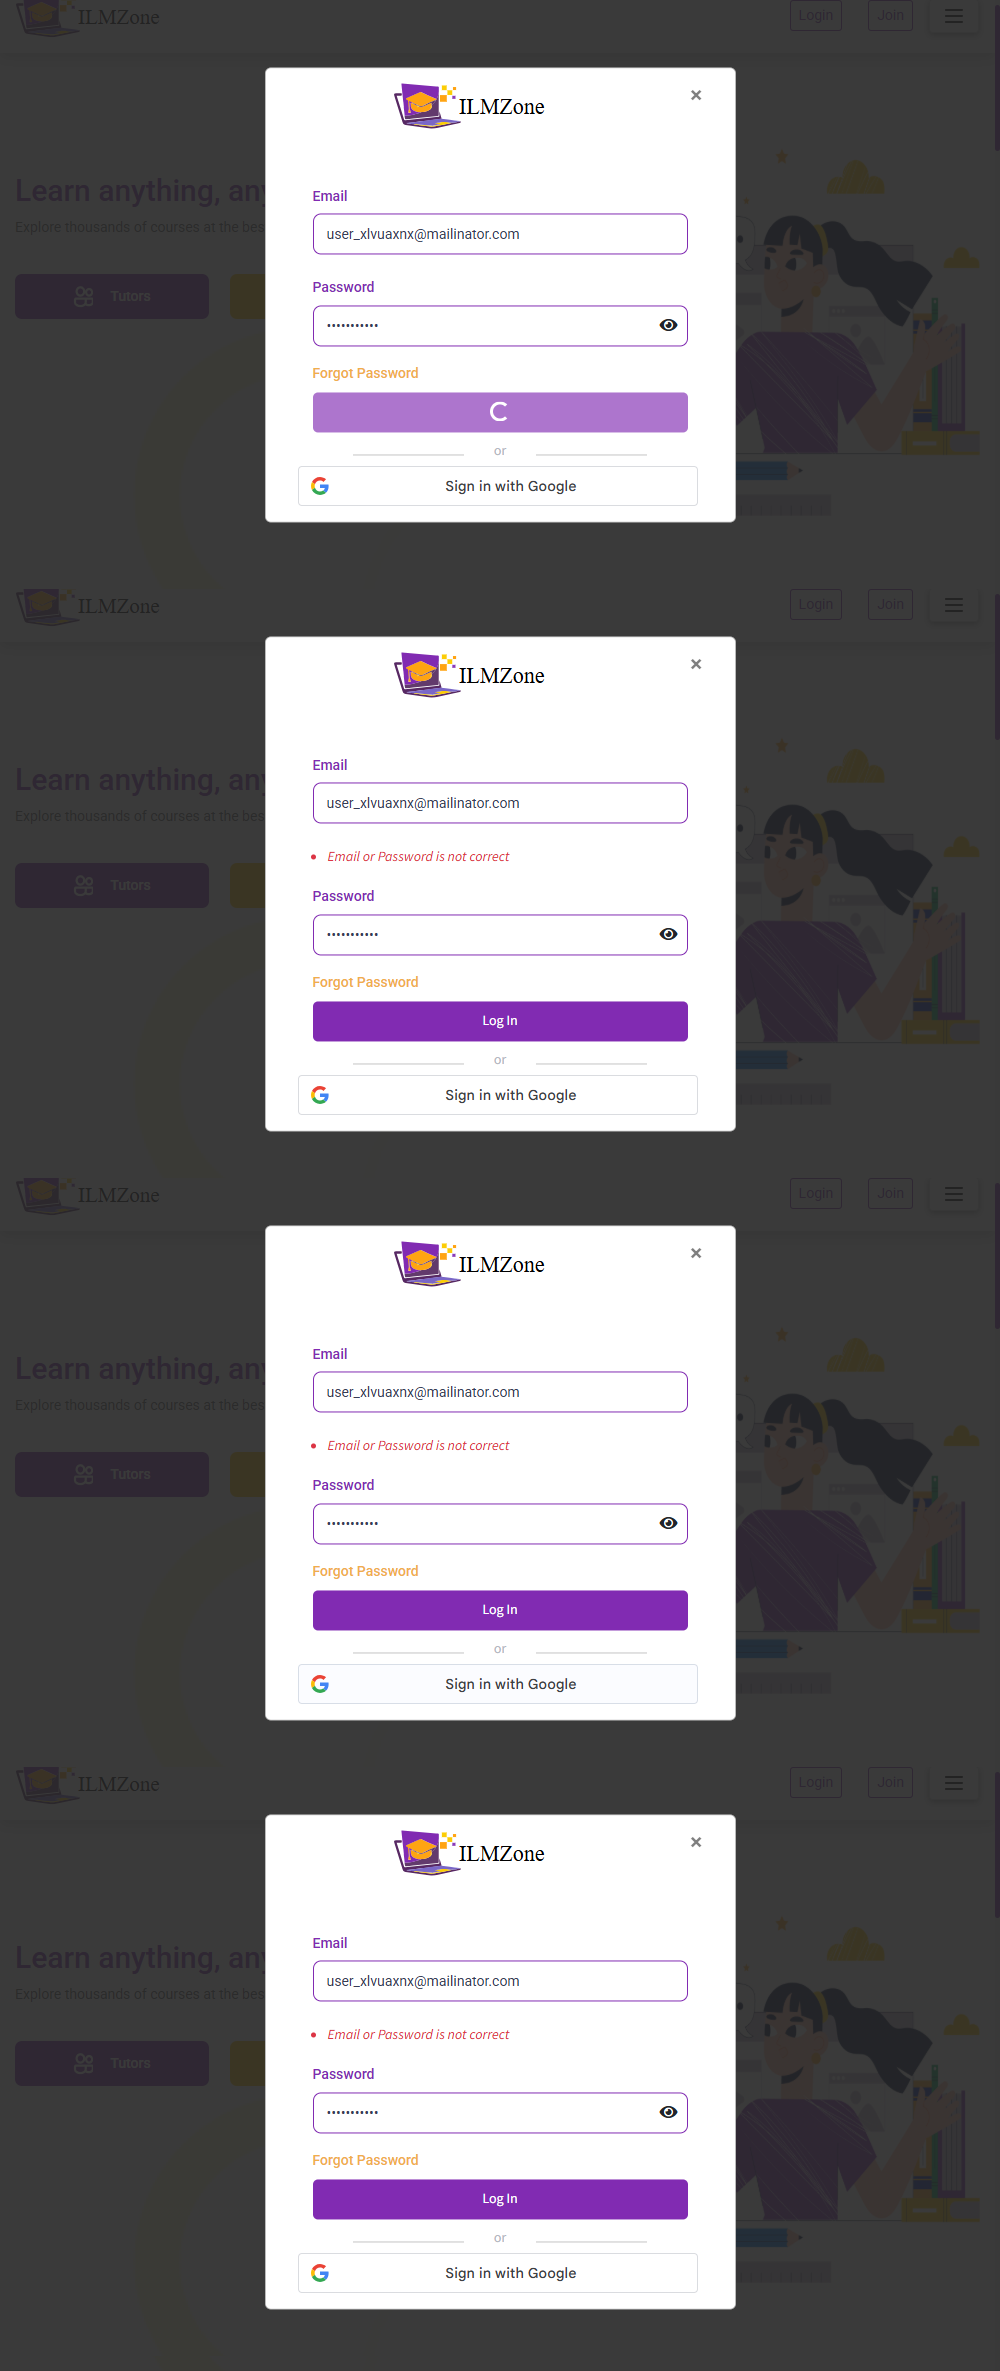 ILMZone
Login
Join
ILMZone
×
Learn anything, any
Explore thousands of courses at the bes
Tutors
Email
user_xlvuaxnx@mailinator.com
Password
•••••••••••
Forgot Password
or
Sign in with Google
ILMZone
Login
Join
ILMZone
×
Learn anything, any
Explore thousands of courses at the bes
Tutors
Email
user_xlvuaxnx@mailinator.com
• Email or Password is not correct
Password
•••••••••••
Forgot Password
Log In
or
Sign in with Google
ILMZone
Login
Join
ILMZone
×
Learn anything, any
Explore thousands of courses at the bes
Tutors
Email
user_xlvuaxnx@mailinator.com
• Email or Password is not correct
Password
•••••••••••
Forgot Password
Log In
or
Sign in with Google
ILMZone
Login
Join
ILMZone
×
Learn anything, any
Explore thousands of courses at the bes
Tutors
Email
user_xlvuaxnx@mailinator.com
• Email or Password is not correct
Password
•••••••••••
Forgot Password
Log In
or
Sign in with Google